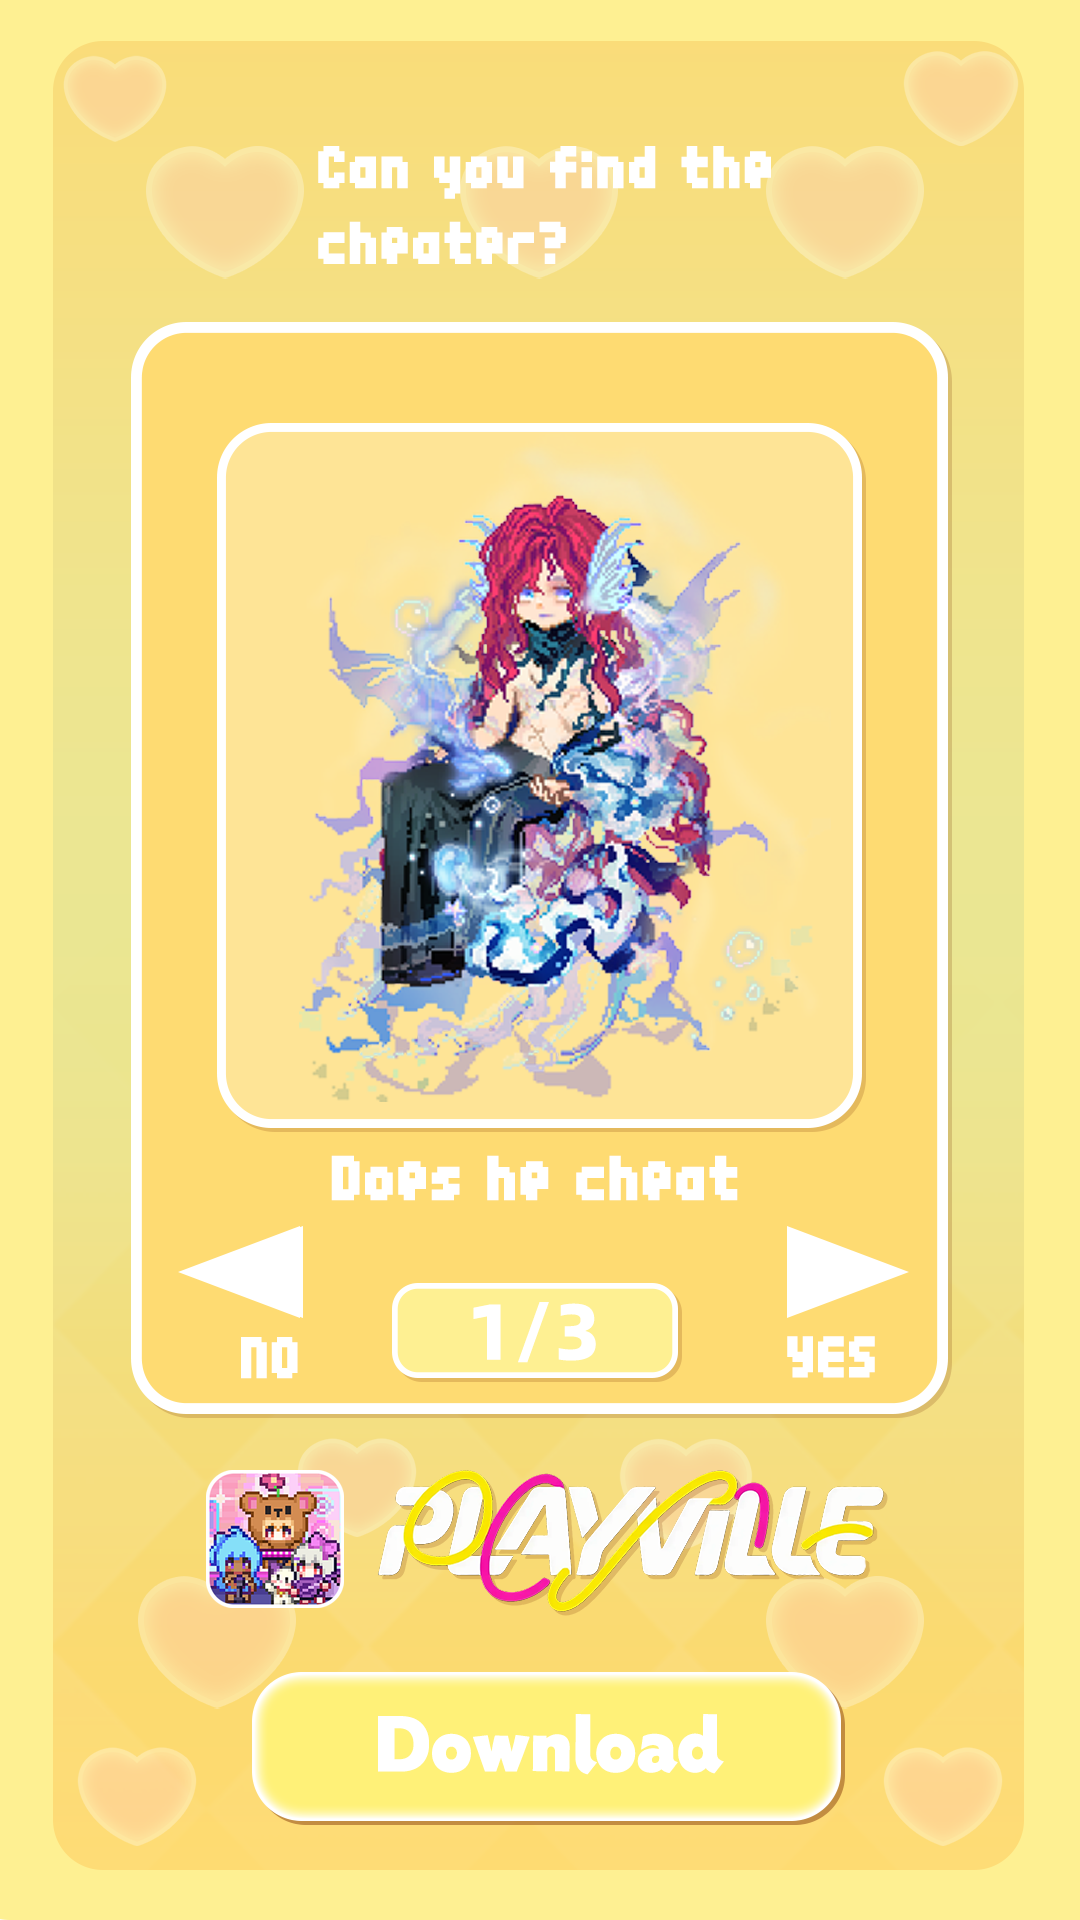 Can you find the
cheater?
Does he cheat
NO
1/3
YES
PLAYVILLE
Download